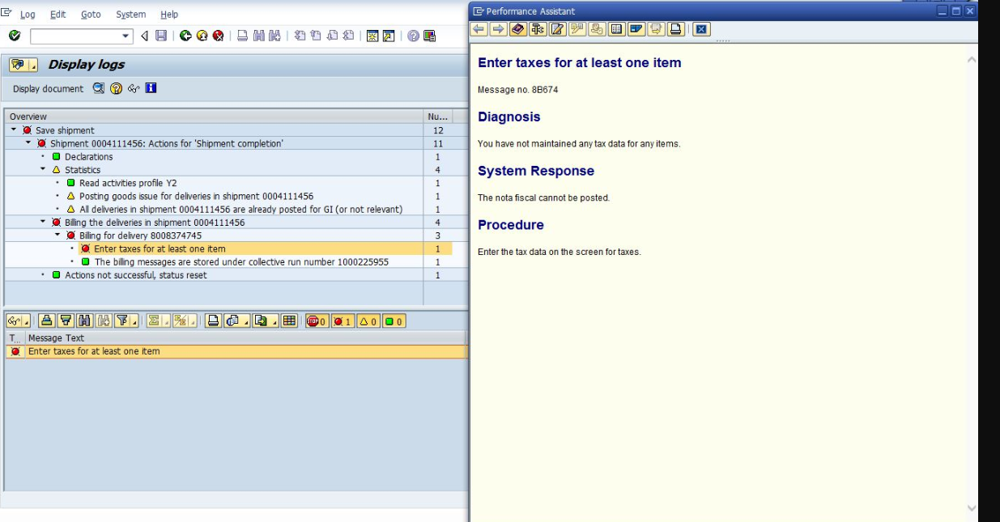 Log Edit Goto System Help
Display logs
Display document
Overview Nu...
Save shipment 12
Shipment 0004111456: Actions for 'Shipment completion' 11
Declarations 1
Statistics 4
Read activities profile Y2 1
Posting goods issue for deliveries in shipment 0004111456 1
All deliveries in shipment 0004111456 are already posted for GI (or not relevant) 1
Billing the deliveries in shipment 0004111456 4
Billing for delivery 8008374745 3
Enter taxes for at least one item 1
The billing messages are stored under collective run number 1000225955 1
Actions not successful, status reset 1
STOP 0 1 0 0
T... Message Text
Enter taxes for at least one item
Performance Assistant
Enter taxes for at least one item
Message no. 8B674
Diagnosis
You have not maintained any tax data for any items.
System Response
The nota fiscal cannot be posted.
Procedure
Enter the tax data on the screen for taxes.